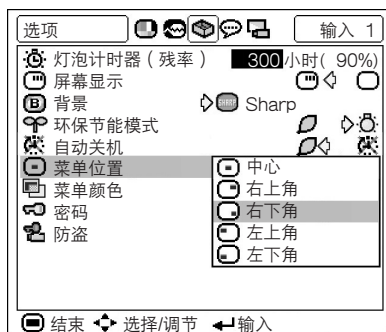 选项 输入 1
灯泡计时器（残率） 300 小时( 90%)
屏幕显示
B 背景 SHARP Sharp
环保节能模式
自动关机
菜单位置 中心
菜单颜色 右上角
密码 右下角
防盗 左上角
左下角
结束 选择/调节 输入